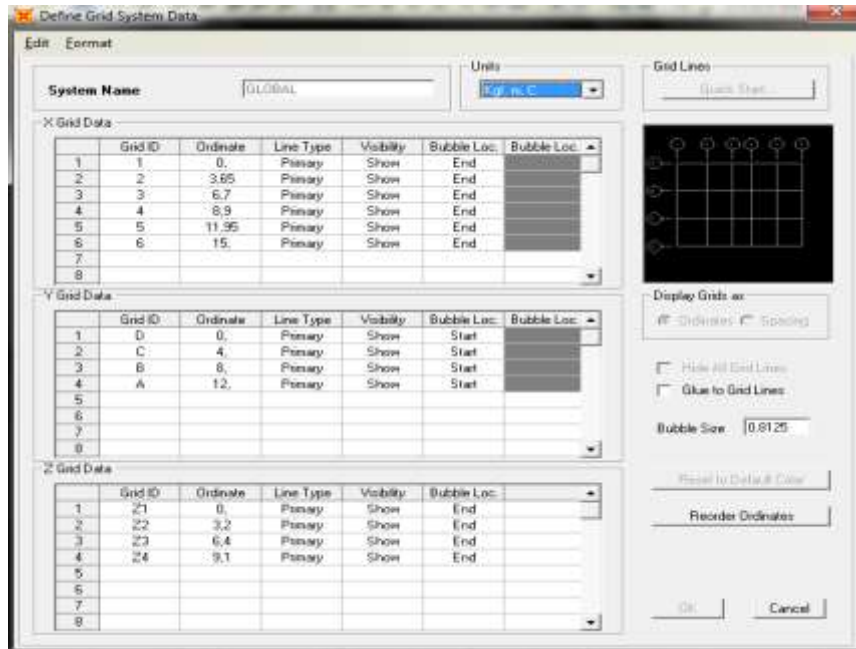 Define Grid System Data
Edit Format
Units
Grid Lines
System Name GLOBAL Kgf, m, C Quick Start...
X Grid Data
Grid ID Ordinate Line Type Visibility Bubble Loc. Bubble Loc.
1 1 0, Primary Show End
2 2 3,65 Primary Show End
3 3 6,7 Primary Show End
4 4 8,9 Primary Show End
5 5 11,95 Primary Show End
6 6 15, Primary Show End
7
8
Y Grid Data
Display Grids as
Grid ID Ordinate Line Type Visibility Bubble Loc. Bubble Loc.
Ordinates Spacing
1 D 0, Primary Show Start
2 C 4, Primary Show Start
3 B 8, Primary Show Start
4 A 12, Primary Show Start
5
6
7
8
Hide All Grid Lines
Glue to Grid Lines
Bubble Size 0.8125
Z Grid Data
Grid ID Ordinate Line Type Visibility Bubble Loc.
1 Z1 0, Primary Show End
2 Z2 3,2 Primary Show End
3 Z3 6,4 Primary Show End
4 Z4 9,1 Primary Show End
5
6
7
8
Reset to Default Color
Reorder Ordinates
OK Cancel